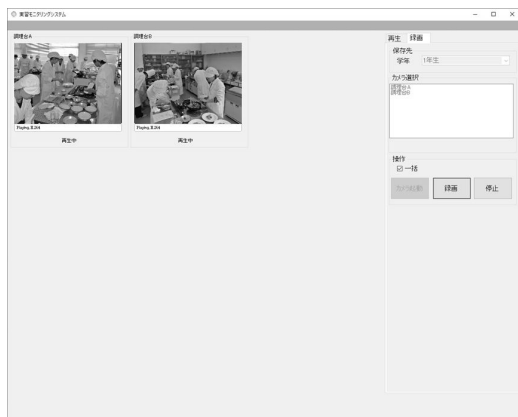 実習モニタリングシステム
調理台A
調理台B
Playing, H.264
Playing, H.264
再生中
再生中
再生
録画
保存先
学年
1年生
カメラ選択
調理台A
調理台B
操作
一括
カメラ起動
録画
停止